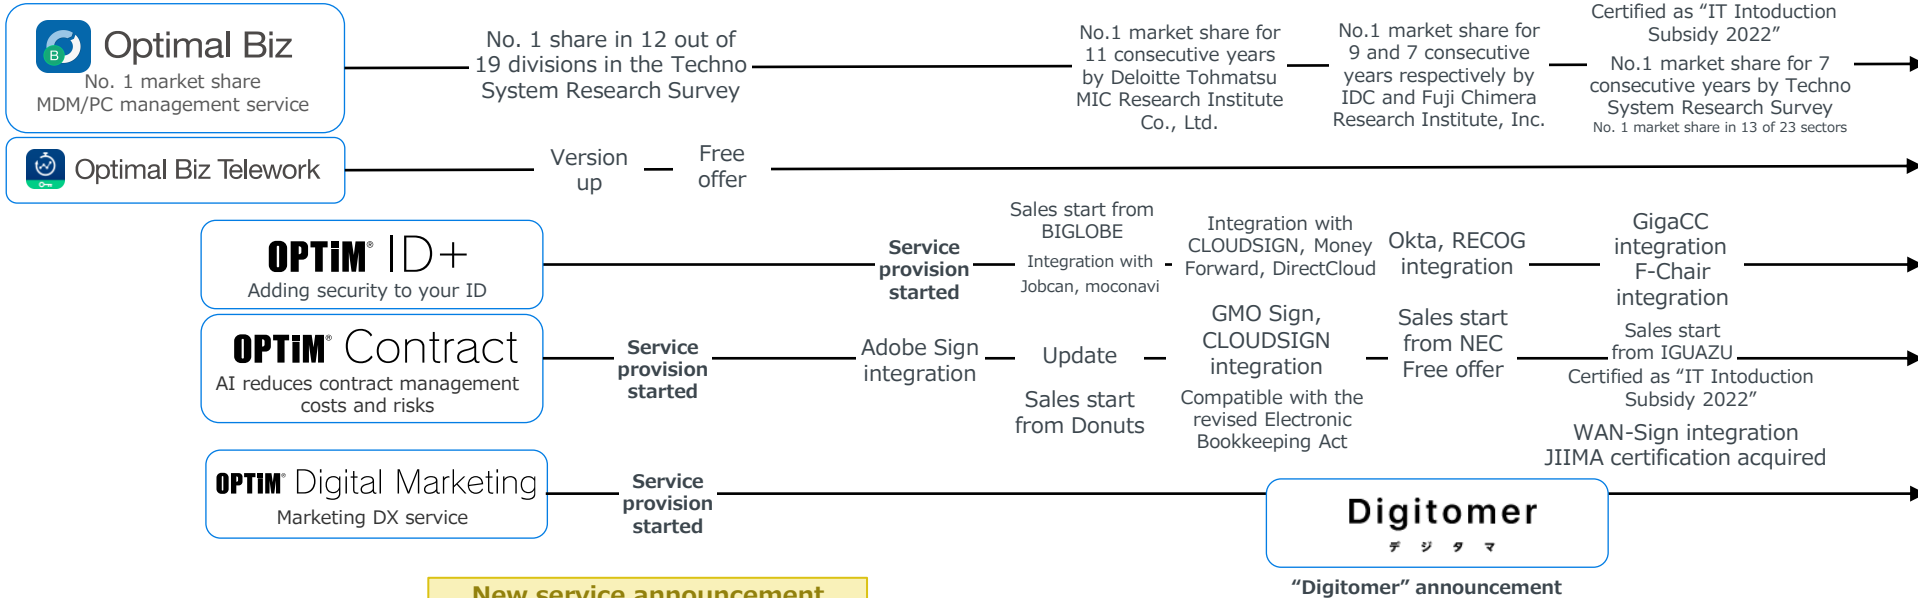 Optimal Biz
No. 1 market share
MDM/PC management service
No. 1 share in 12 out of
19 divisions in the Techno
System Research Survey
No.1 market share for
11 consecutive years
by Deloitte Tohmatsu
MIC Research Institute
Co., Ltd.
No.1 market share for
9 and 7 consecutive
years respectively by
IDC and Fuji Chimera
Research Institute, Inc.
Certified as “IT Intoduction
Subsidy 2022”
No.1 market share for 7
consecutive years by Techno
System Research Survey
No. 1 market share in 13 of 23 sectors
Optimal Biz Telework
Version
up
Free
offer
OPTiM® ID+
Adding security to your ID
Service
provision
started
Sales start from
BIGLOBE
Integration with
Jobcan, moconavi
Integration with
CLOUDSIGN, Money
Forward, DirectCloud
Okta, RECOG
integration
GigaCC
integration
F-Chair
integration
OPTiM® Contract
AI reduces contract management
costs and risks
Service
provision
started
Adobe Sign
integration
Update
Sales start
from Donuts
GMO Sign,
CLOUDSIGN
integration
Compatible with the
revised Electronic
Bookkeeping Act
Sales start
from NEC
Free offer
Sales start
from IGUAZU
Certified as “IT Intoduction
Subsidy 2022”
WAN-Sign integration
JIIMA certification acquired
OPTiM® Digital Marketing
Marketing DX service
Service
provision
started
Digitomer
デジタマ
“Digitomer” announcement
New service announcement